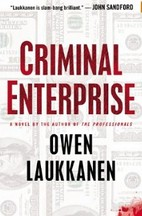 "Laukkanen is slam-bang brilliant." — JOHN SANDFORD
CRIMINAL
ENTERPRISE
A NOVEL BY THE AUTHOR OF THE PROFESSIONALS
OWEN
LAUKKANEN